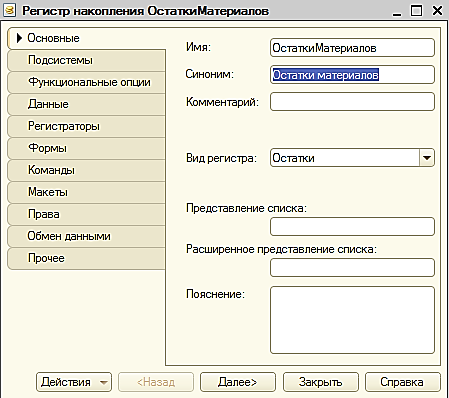 Регистр накопления ОстаткиМатериалов
Основные
Подсистемы
Функциональные опции
Данные
Регистраторы
Формы
Команды
Макеты
Права
Обмен данными
Прочее
Имя: ОстаткиМатериалов
Синоним: Остатки материалов
Комментарий:
Вид регистра: Остатки
Представление списка:
Расширенное представление списка:
Пояснение:
Действия <Назад Далее> Закрыть Справка